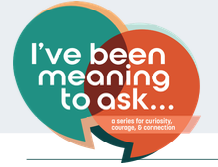 I've been
meaning
to ask...
a series for curiosity,
courage, & connection